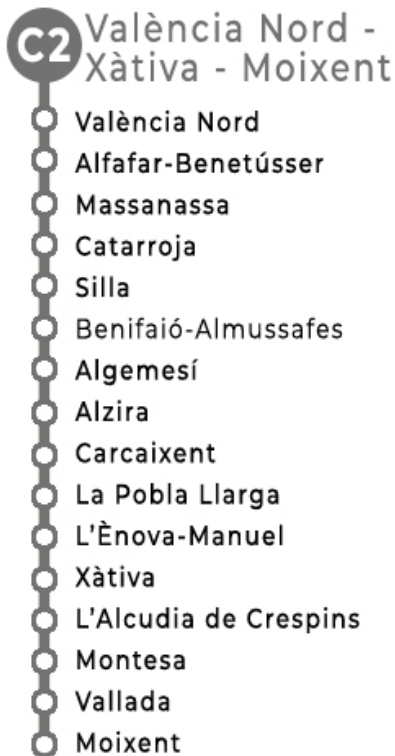 C2
València Nord -
Xàtiva - Moixent
València Nord
Alfafar-Benetússer
Massanassa
Catarroja
Silla
Benifaió-Almussafes
Algemesí
Alzira
Carcaixent
La Pobla Llarga
L'Ènova-Manuel
Xàtiva
L'Alcudia de Crespins
Montesa
Vallada
Moixent